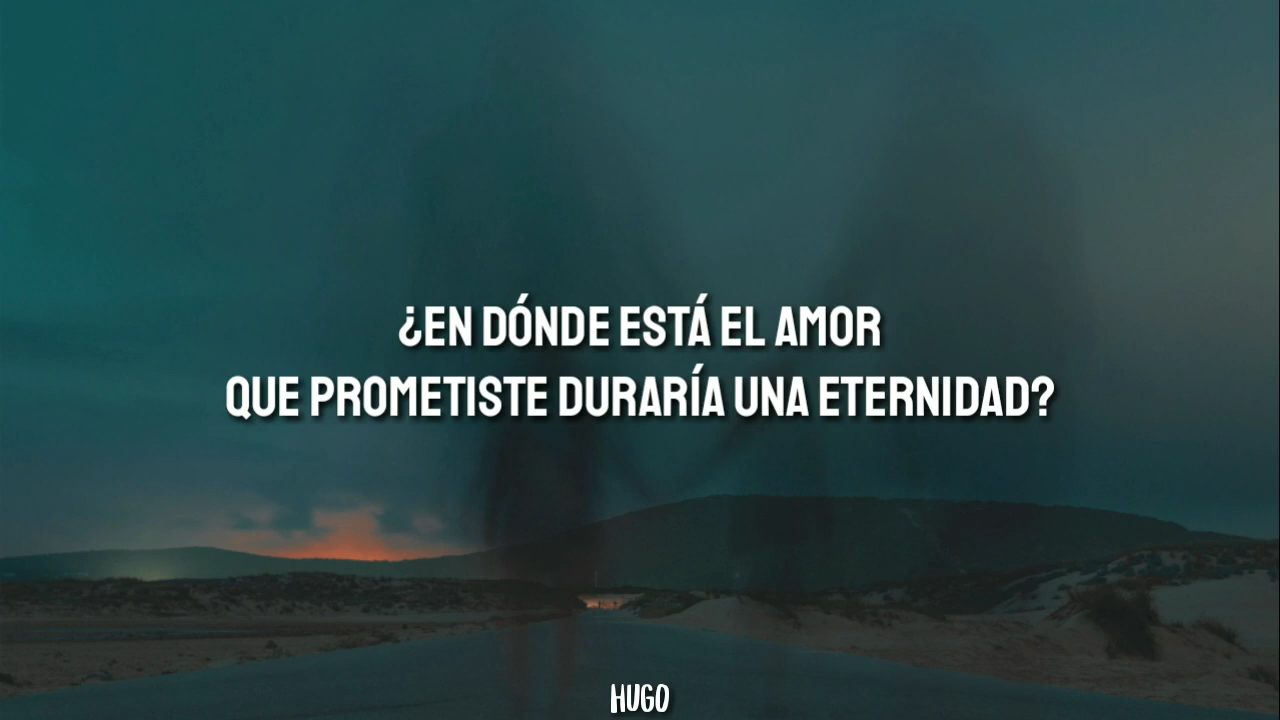 ¿EN DÓNDE ESTÁ EL AMOR
QUE PROMETISTE DURARÍA UNA ETERNIDAD?
HUGO